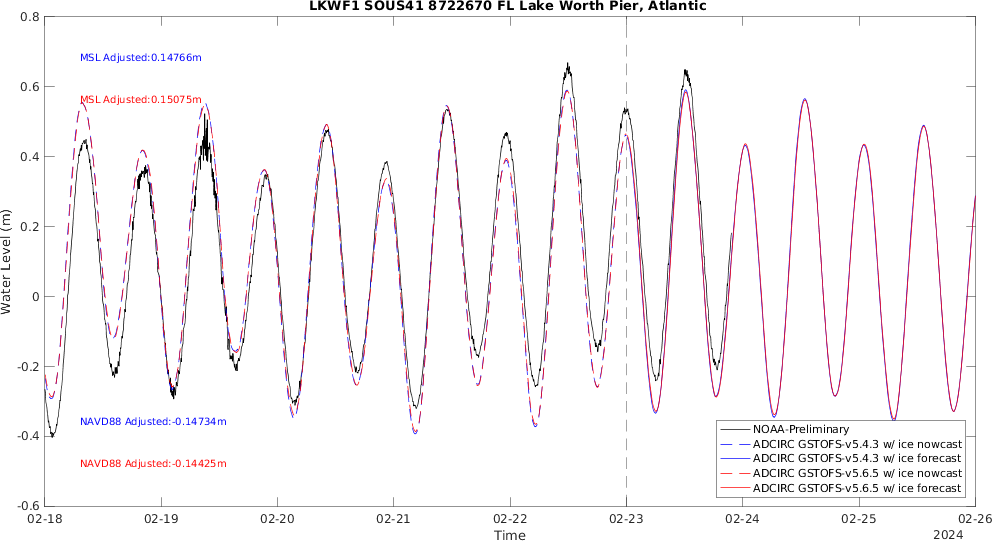 LKWF1 SOUS41 8722670 FL Lake Worth Pier, Atlantic
0.8
0.6
0.4
0.2
0
-0.2
-0.4
-0.6
Water Level (m)
MSL Adjusted:0.14766m
MSL Adjusted:0.15075m
NAVD88 Adjusted:-0.14734m
NAVD88 Adjusted:-0.14425m
NOAA-Preliminary
ADCIRC GSTOFS-v5.4.3 w/ ice nowcast
ADCIRC GSTOFS-v5.4.3 w/ ice forecast
ADCIRC GSTOFS-v5.6.5 w/ ice nowcast
ADCIRC GSTOFS-v5.6.5 w/ ice forecast
02-18 02-19 02-20 02-21 02-22 02-23 02-24 02-25 02-26
Time
2024